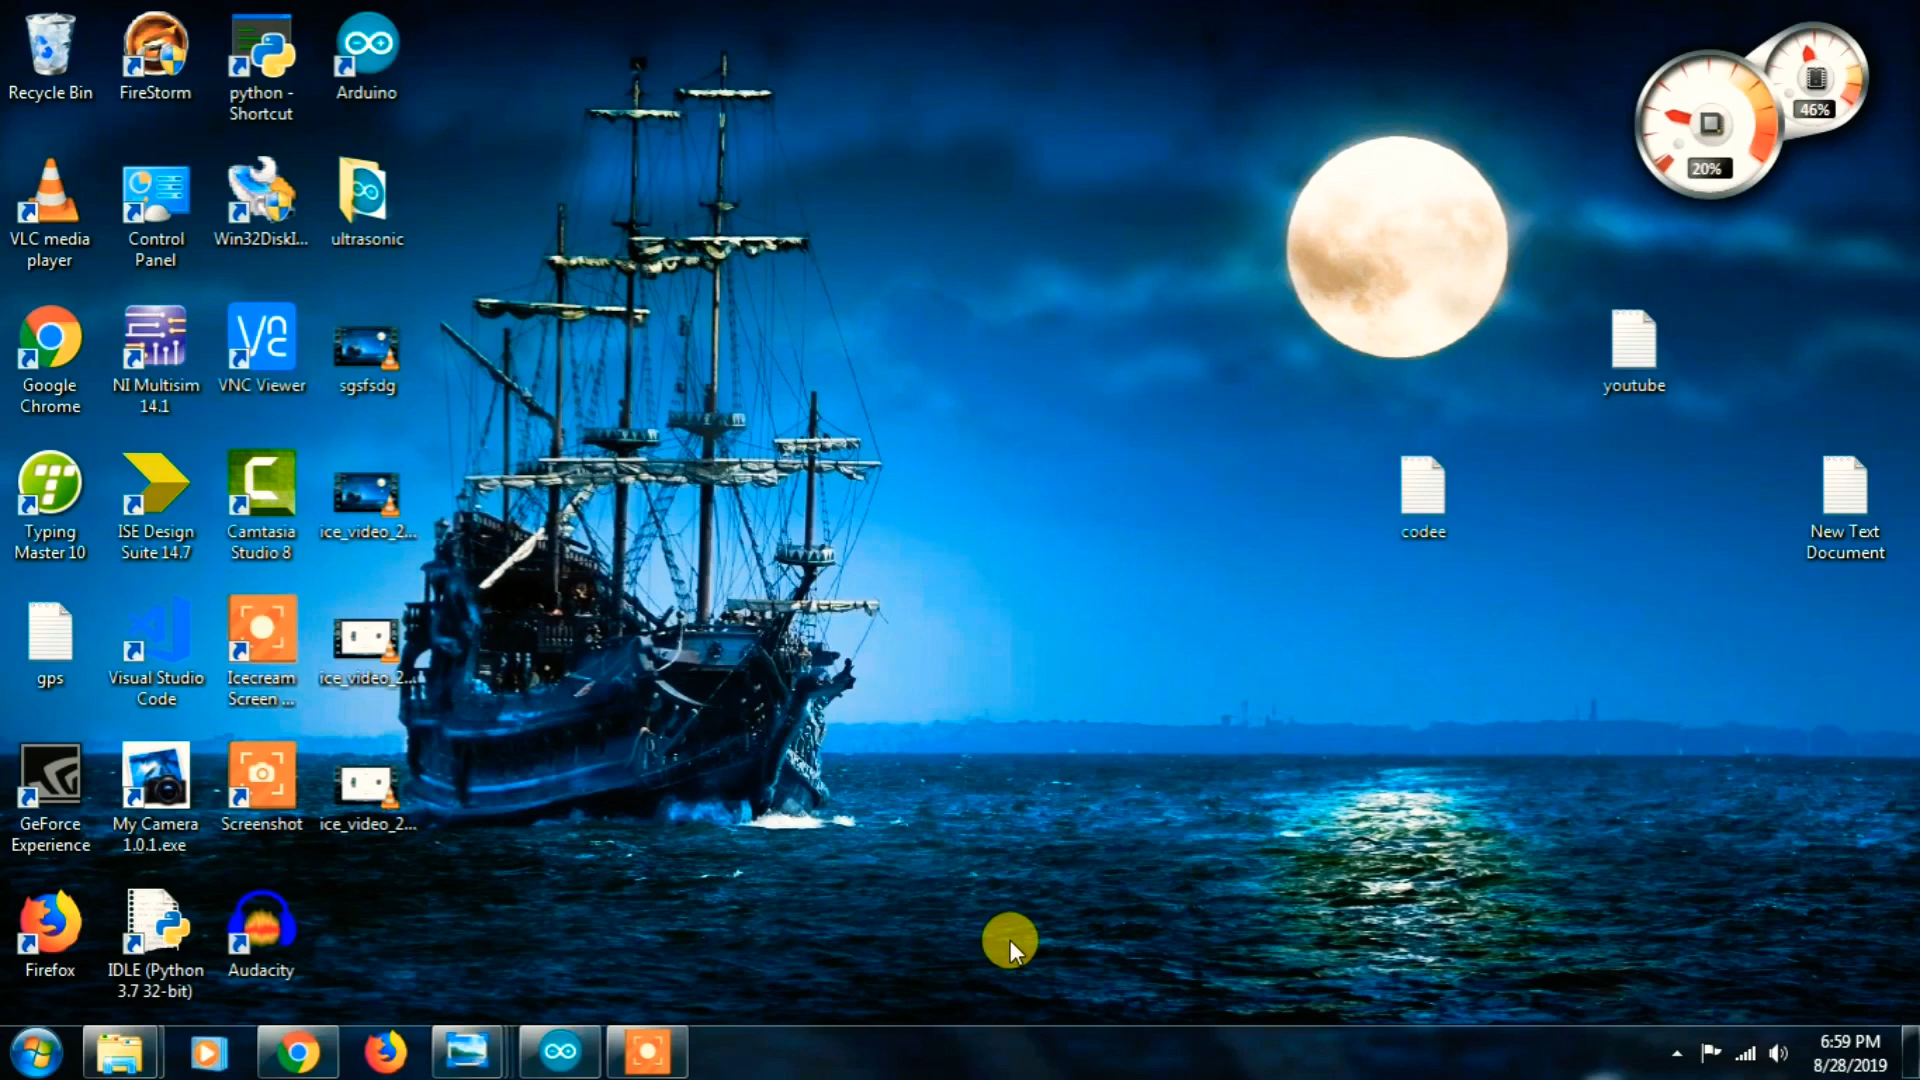 Recycle Bin
FireStorm
python -
Shortcut
Arduino
46%
20%
VLC media
player
Control
Panel
Win32DiskI...
ultrasonic
Google
Chrome
NI Multisim
14.1
VNC Viewer
sgsfsdg
youtube
Typing
Master 10
ISE Design
Suite 14.7
Camtasia
Studio 8
ice_video_2...
codee
New Text
Document
gps
Visual Studio
Code
Icecream
Screen ...
ice_video_2...
GeForce
Experience
My Camera
1.0.1.exe
Screenshot
ice_video_2...
Firefox
IDLE (Python
3.7 32-bit)
Audacity
6:59 PM
8/28/2019